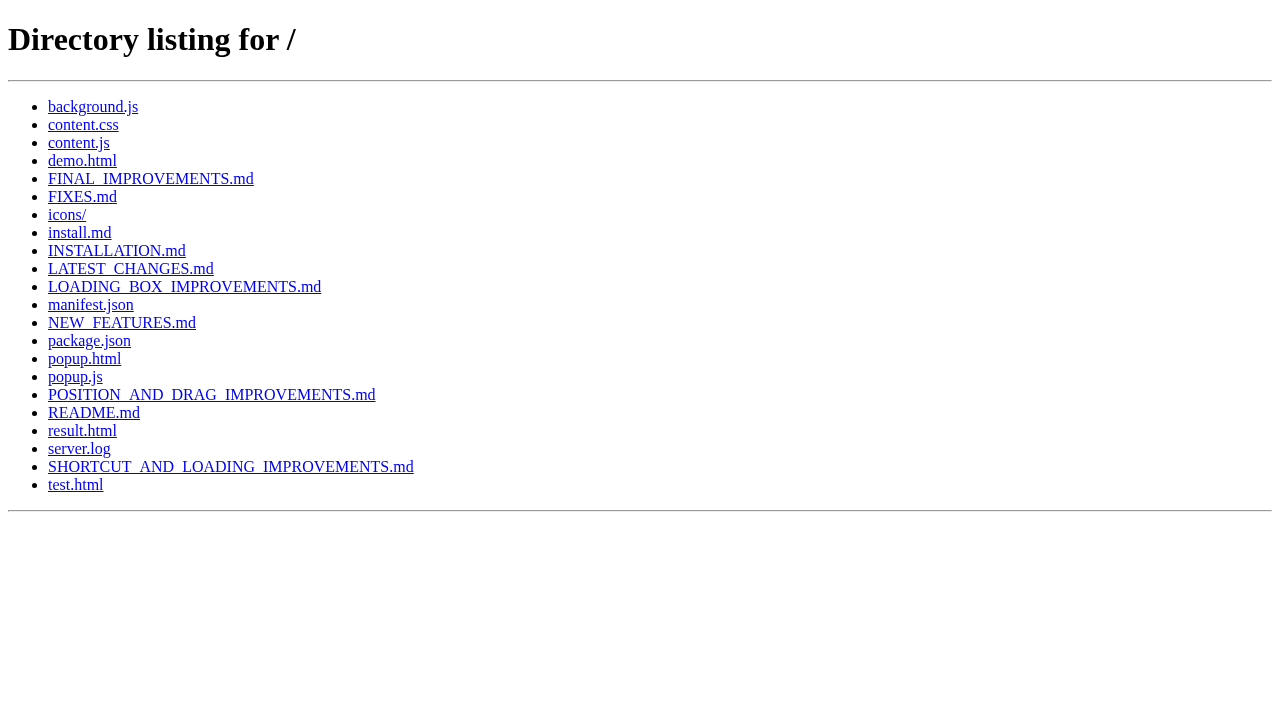 Directory listing for /
background.js
content.css
content.js
demo.html
FINAL_IMPROVEMENTS.md
FIXES.md
icons/
install.md
INSTALLATION.md
LATEST_CHANGES.md
LOADING_BOX_IMPROVEMENTS.md
manifest.json
NEW_FEATURES.md
package.json
popup.html
popup.js
POSITION_AND_DRAG_IMPROVEMENTS.md
README.md
result.html
server.log
SHORTCUT_AND_LOADING_IMPROVEMENTS.md
test.html